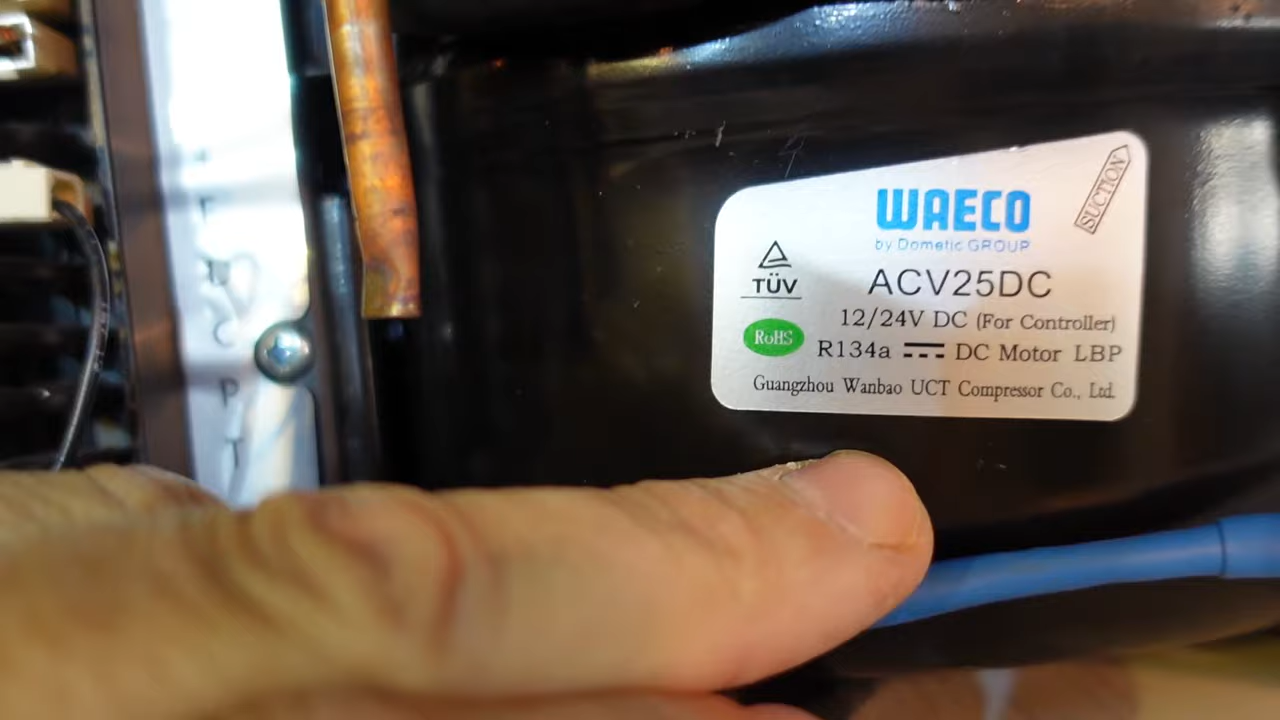 WAECO
by Dometic GROUP
SUCTION
TÜV
ACV25DC
12/24V DC (For Controller)
RoHS
R134a DC Motor LBP
Guangzhou Wanbao UCT Compressor Co., Ltd.
P
T